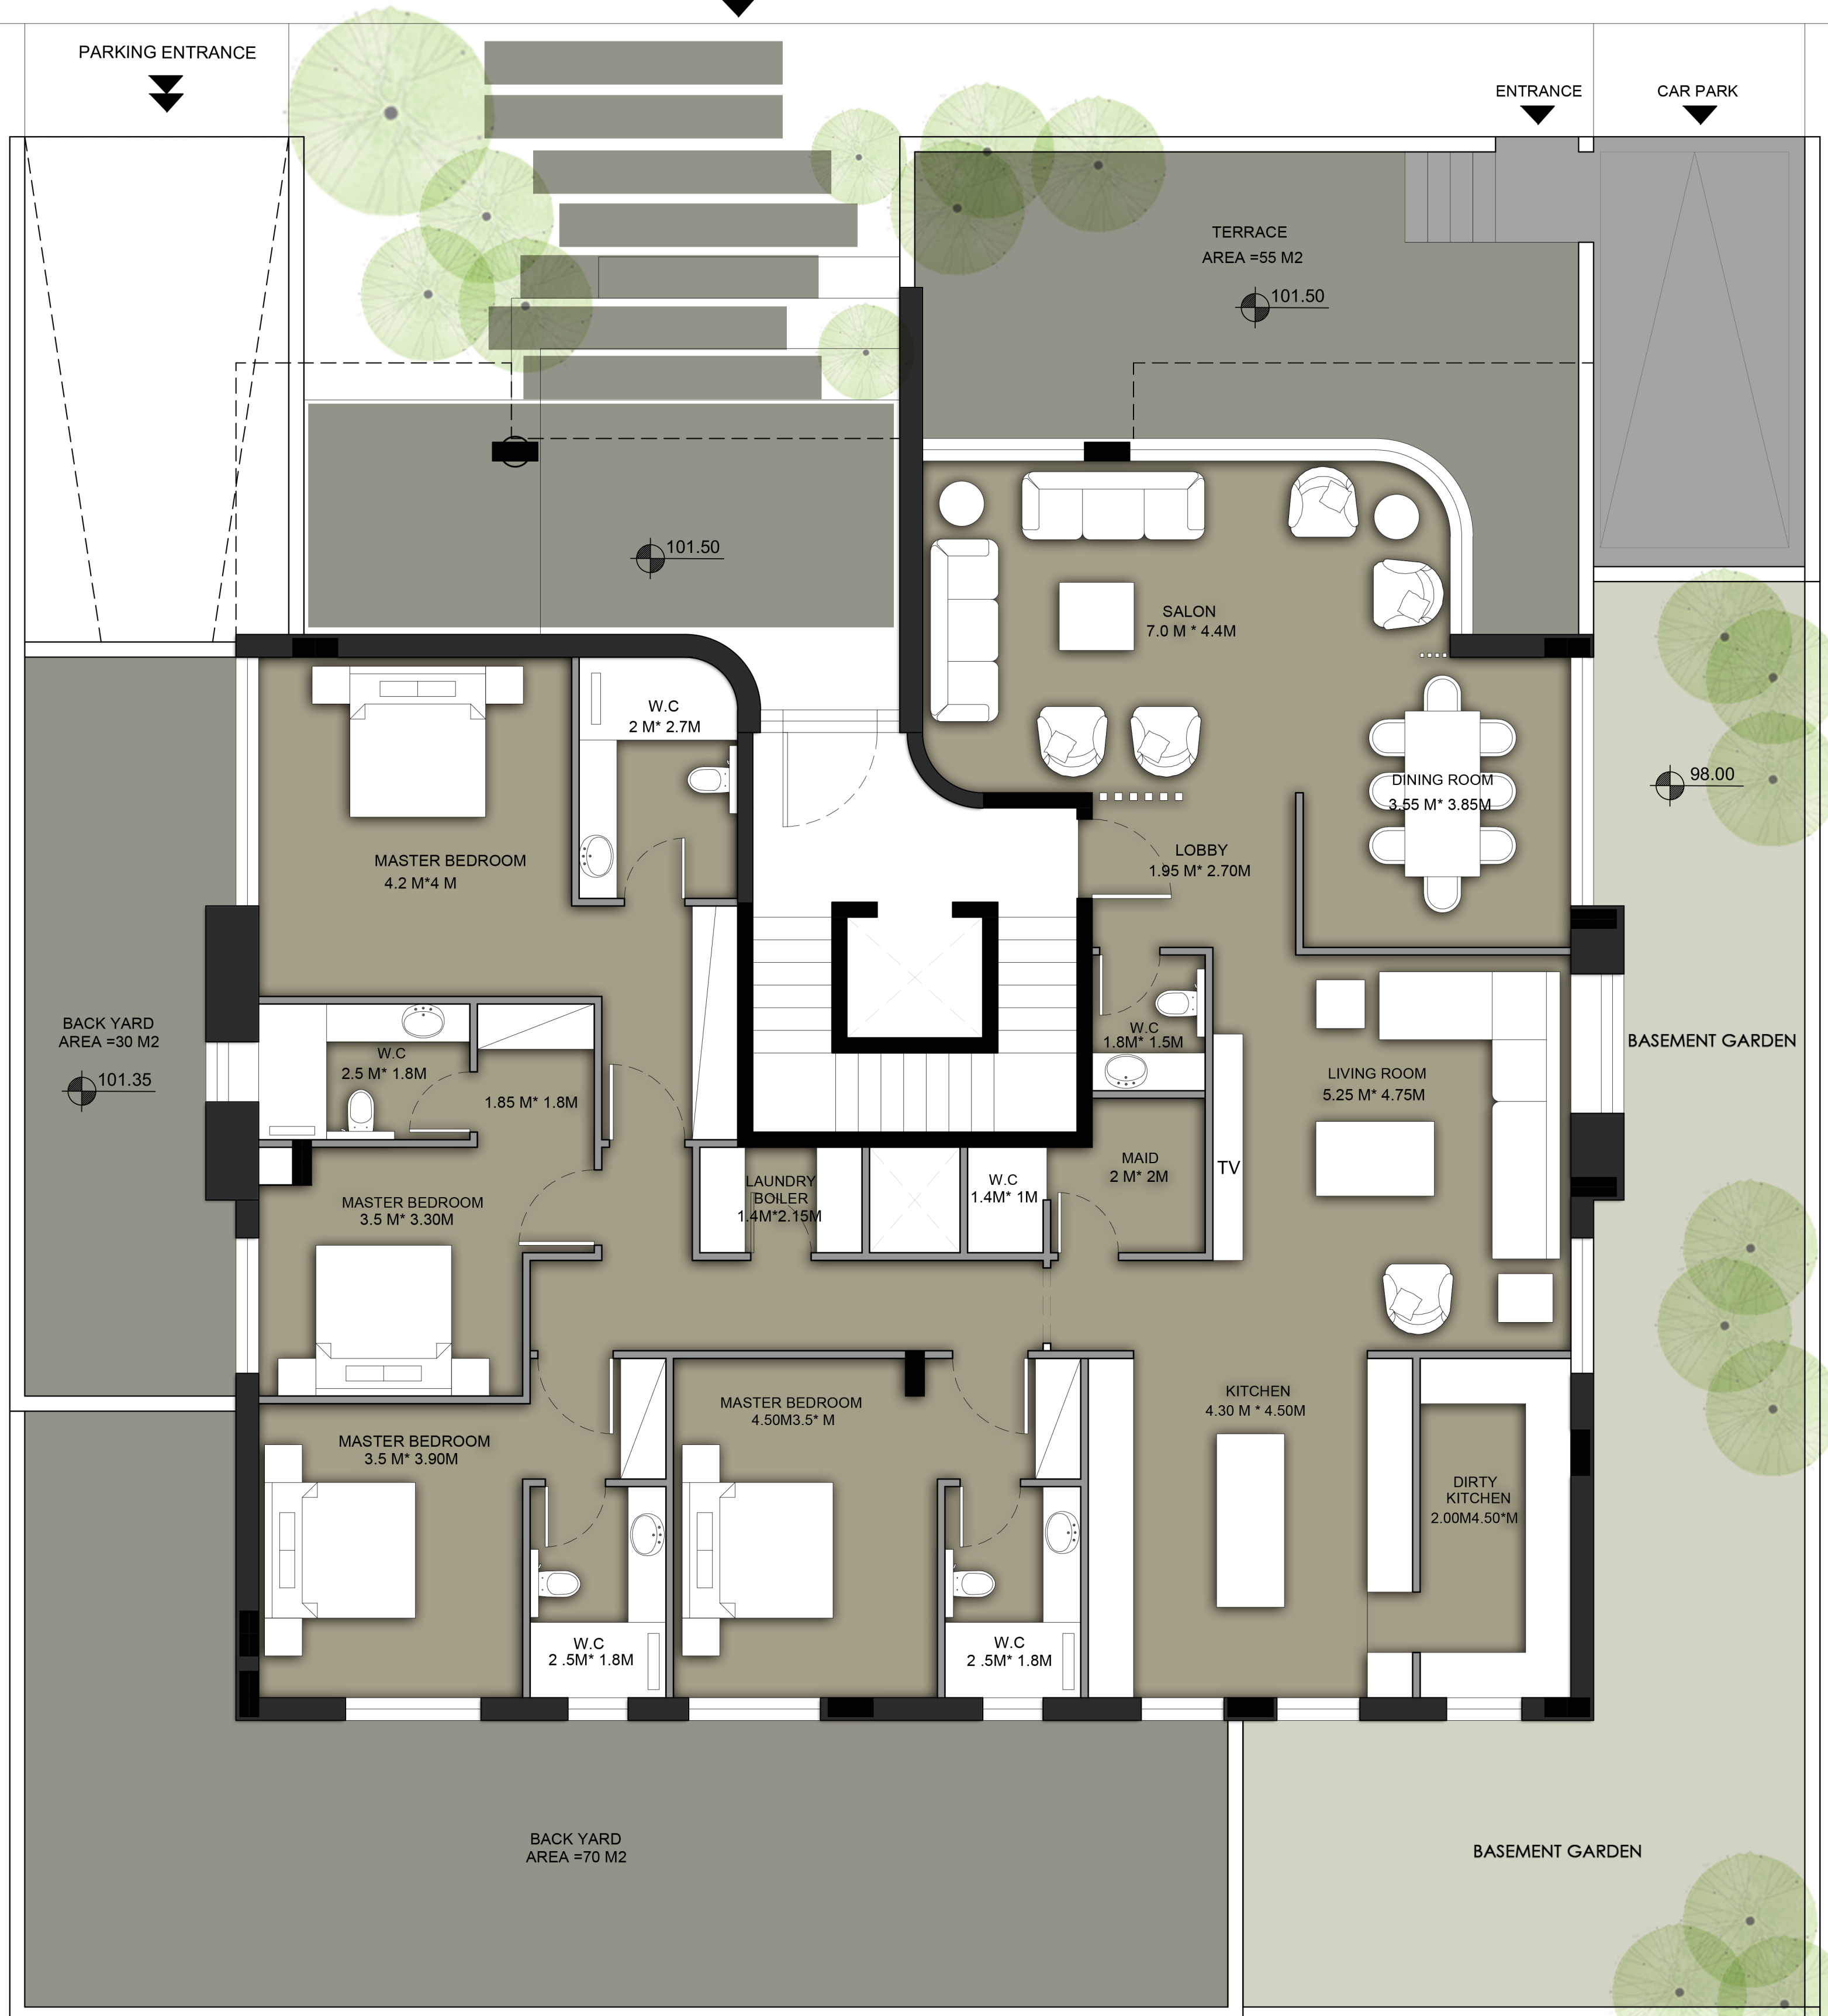 PARKING ENTRANCE
ENTRANCE
CAR PARK
TERRACE
AREA =55 M2
101.50
101.50
SALON
7.0 M * 4.4M
W.C
2 M* 2.7M
DINING ROOM
3.55 M* 3.85M
98.00
MASTER BEDROOM
4.2 M*4 M
LOBBY
1.95 M* 2.70M
BACK YARD
AREA =30 M2
101.35
W.C
2.5 M* 1.8M
1.85 M* 1.8M
W.C
1.8M* 1.5M
LIVING ROOM
5.25 M* 4.75M
BASEMENT GARDEN
MASTER BEDROOM
3.5 M* 3.30M
LAUNDRY
BOILER
1.4M*2.15M
W.C
1.4M* 1M
MAID
2 M* 2M
TV
MASTER BEDROOM
3.5 M* 3.90M
MASTER BEDROOM
4.50M3.5* M
KITCHEN
4.30 M * 4.50M
DIRTY
KITCHEN
2.00M4.50*M
W.C
2 .5M* 1.8M
W.C
2 .5M* 1.8M
BACK YARD
AREA =70 M2
BASEMENT GARDEN